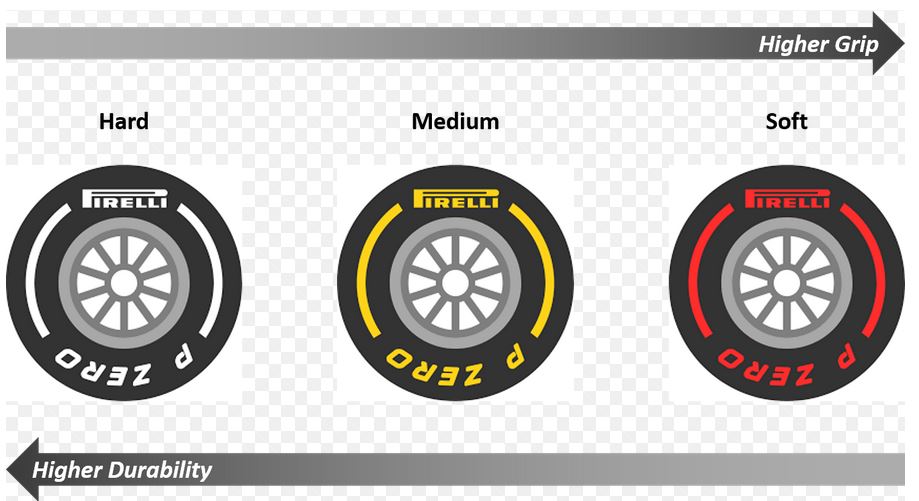 Higher Grip
Hard Medium Soft
PIRELLI PIRELLI PIRELLI
P ZERO P ZERO P ZERO
Higher Durability